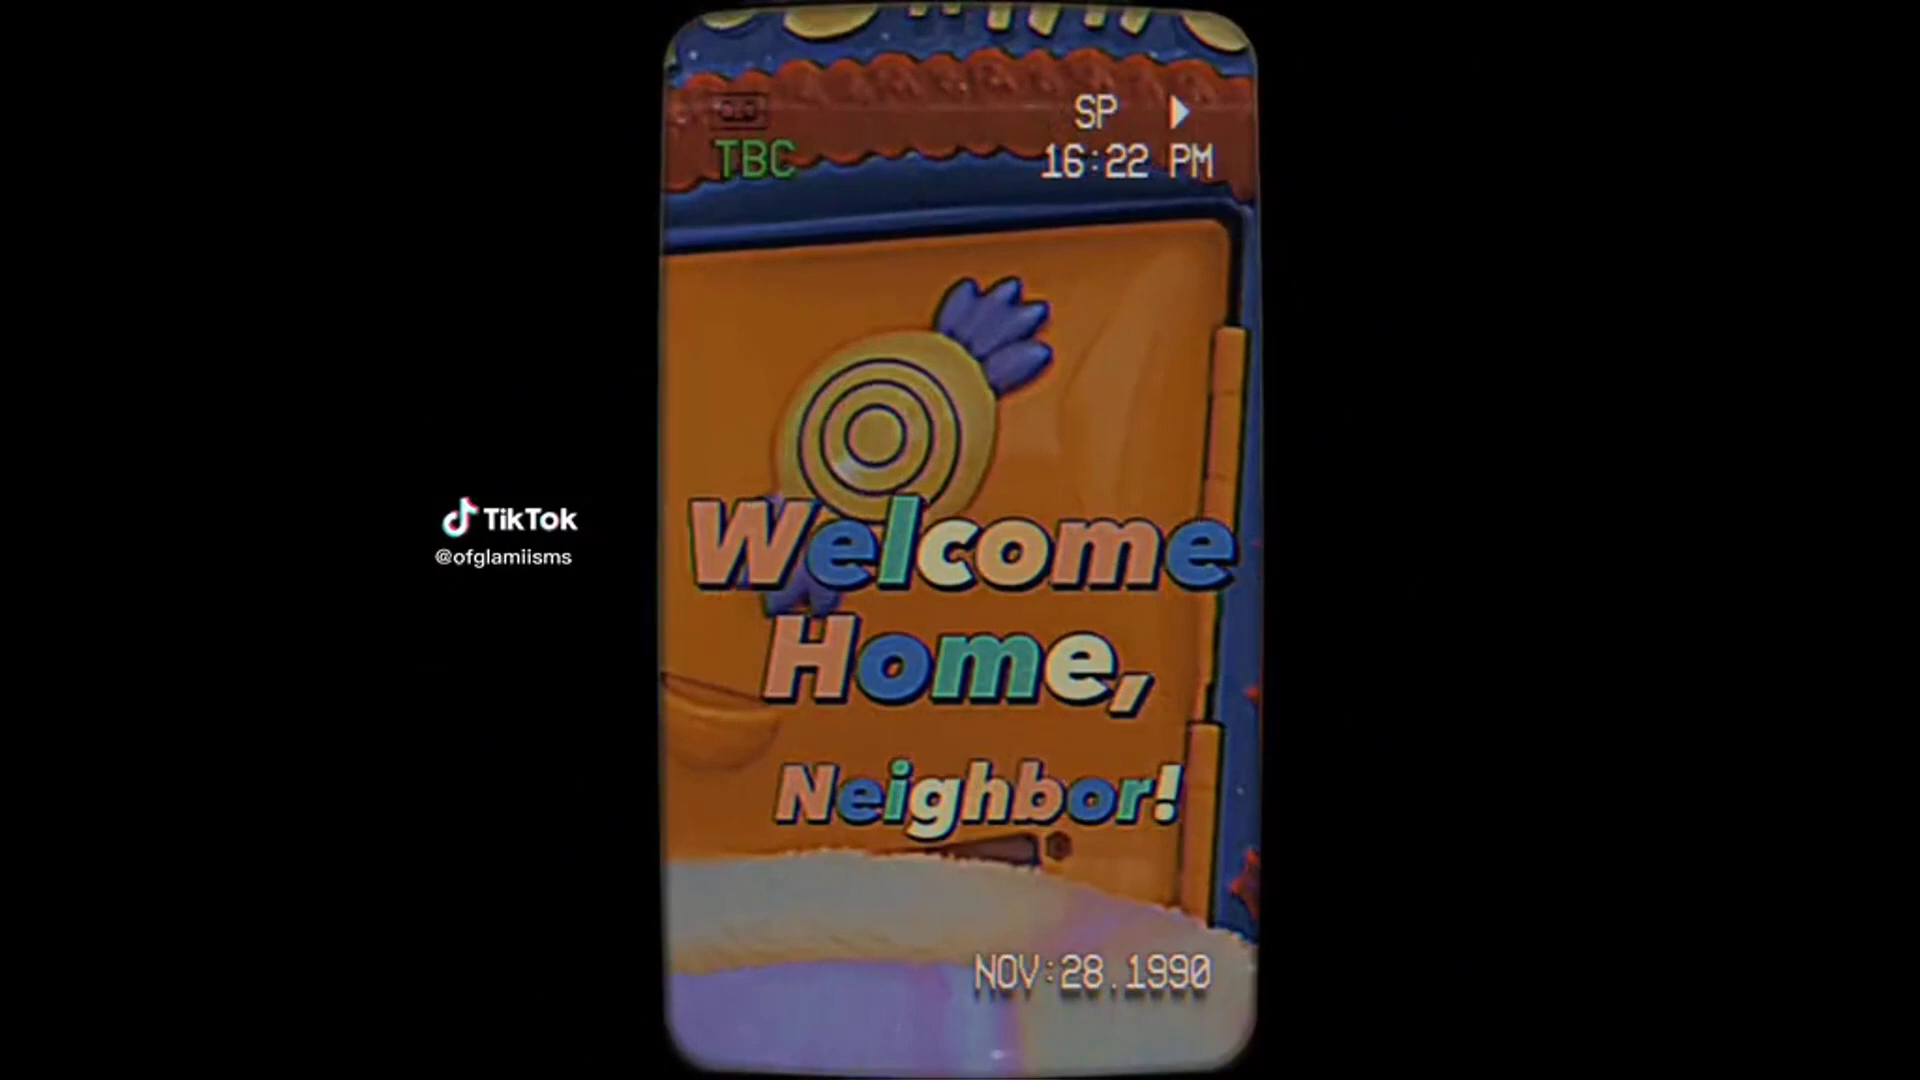 SP
TBC
16:22 PM
TikTok
@ofglamiisms
Welcome
Home,
Neighbor!
NOV:28.1990